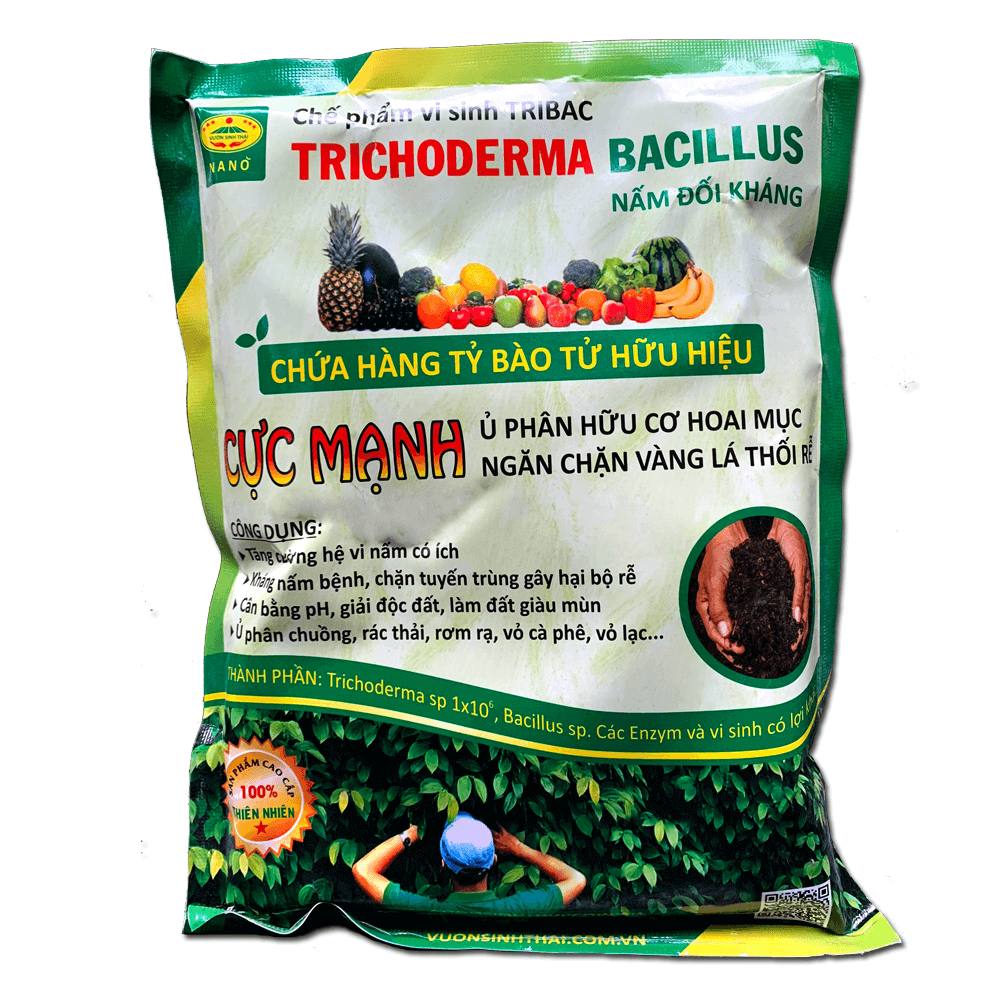 Chế phẩm vi sinh TRIBAC
VƯỜN SINH THÁI
NANO
TRICHODERMA BACILLUS
NẤM ĐỐI KHÁNG
CHỨA HÀNG TỶ BÀO TỬ HỮU HIỆU
CỰC MẠNH
Ủ PHÂN HỮU CƠ HOAI MỤC
NGĂN CHẶN VÀNG LÁ THỐI RỄ
CÔNG DỤNG:
Tăng cường hệ vi nấm có ích
Kháng nấm bệnh, chặn tuyến trùng gây hại bộ rễ
Cân bằng pH, giải độc đất, làm đất giàu mùn
Ủ phân chuồng, rác thải, rơm rạ, vỏ cà phê, vỏ lạc...
THÀNH PHẦN: Trichoderma sp 1x10⁶, Bacillus sp. Các Enzym và vi sinh có lợi
SẢN PHẨM CAO CẤP
100%
THIÊN NHIÊN
VUONSINHTHAI.COM.VN